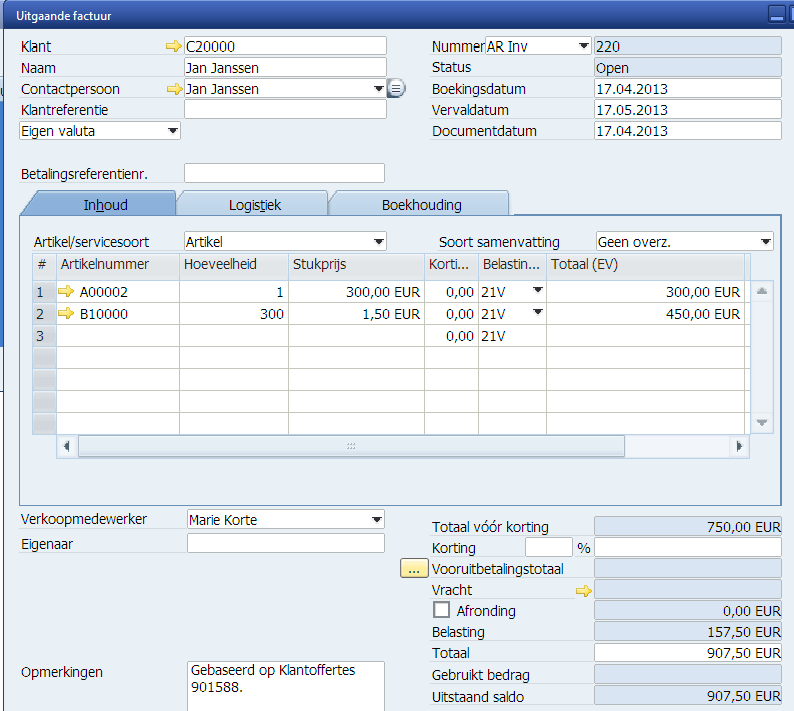 Uitgaande factuur
Klant C20000 Nummer AR Inv 220
Naam Jan Janssen Status Open
Contactpersoon Jan Janssen Boekingsdatum 17.04.2013
Klantreferentie Vervaldatum 17.05.2013
Eigen valuta Documentdatum 17.04.2013
Betalingsreferentienr.
Inhoud Logistiek Boekhouding
Artikel/servicesoort Artikel Soort samenvatting Geen overz.
# Artikelnummer Hoeveelheid Stukprijs Korti... Belastin... Totaal (EV)
1 A00002 1 300,00 EUR 0,00 21V 300,00 EUR
2 B10000 300 1,50 EUR 0,00 21V 450,00 EUR
3 0,00 21V
Verkoopmedewerker Marie Korte
Eigenaar
Totaal vóór korting 750,00 EUR
Korting %
... Vooruitbetalingstotaal
Vracht
Afronding 0,00 EUR
Belasting 157,50 EUR
Totaal 907,50 EUR
Gebruikt bedrag
Uitstaand saldo 907,50 EUR
Opmerkingen Gebaseerd op Klantoffertes
901588.